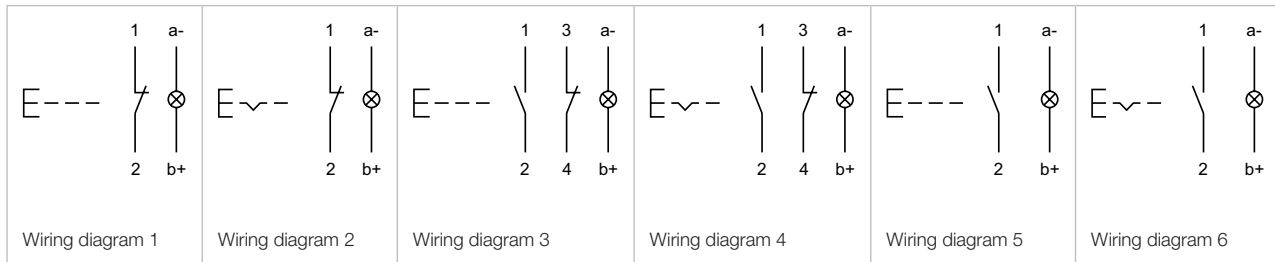 1 a- 1 a- 1 3 a- 1 3 a- 1 a- 1 a-
2 b+ 2 b+ 2 4 b+ 2 4 b+ 2 b+ 2 b+
Wiring diagram 1 Wiring diagram 2 Wiring diagram 3 Wiring diagram 4 Wiring diagram 5 Wiring diagram 6